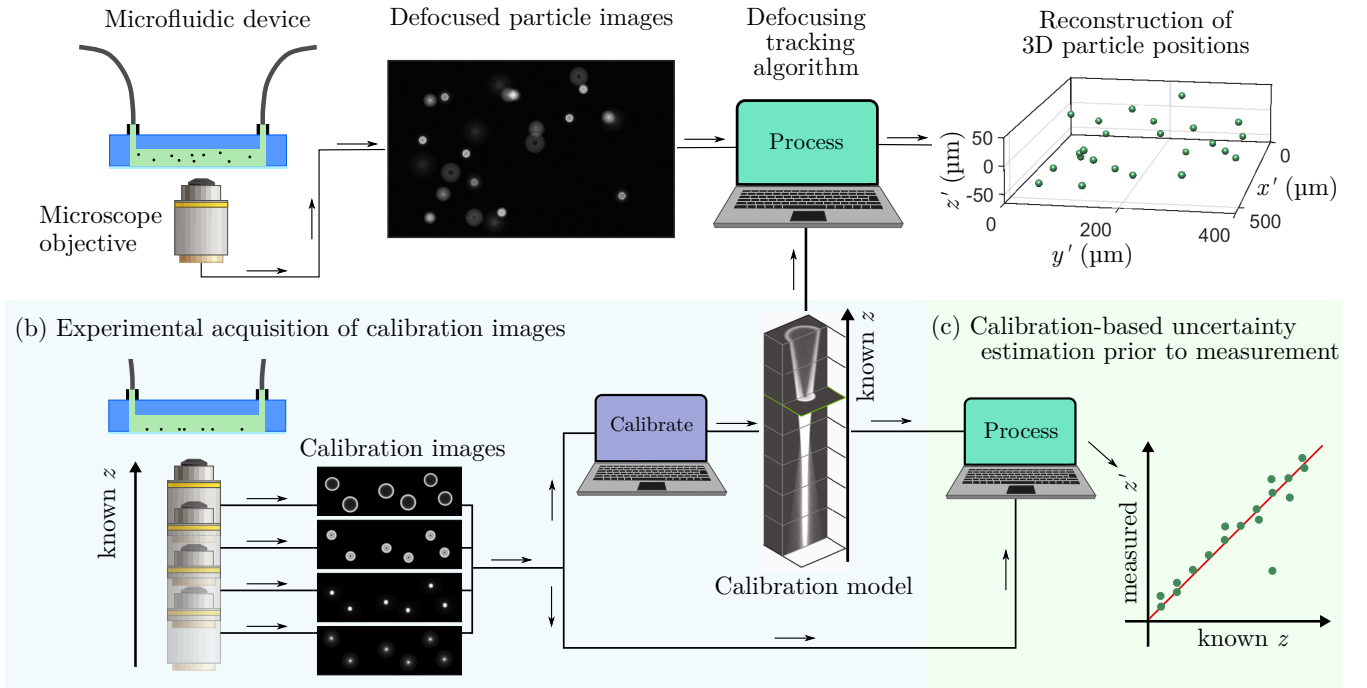 Microfluidic device
Defocused particle images
Defocusing
tracking
algorithm
Reconstruction of
3D particle positions
Microscope
objective
Process
50
0
-50
z' (µm)
0
200
400
y' (µm)
0
500
x' (µm)
(b) Experimental acquisition of calibration images
known z
Calibration images
Calibrate
known z
Calibration model
(c) Calibration-based uncertainty
estimation prior to measurement
Process
measured z'
known z